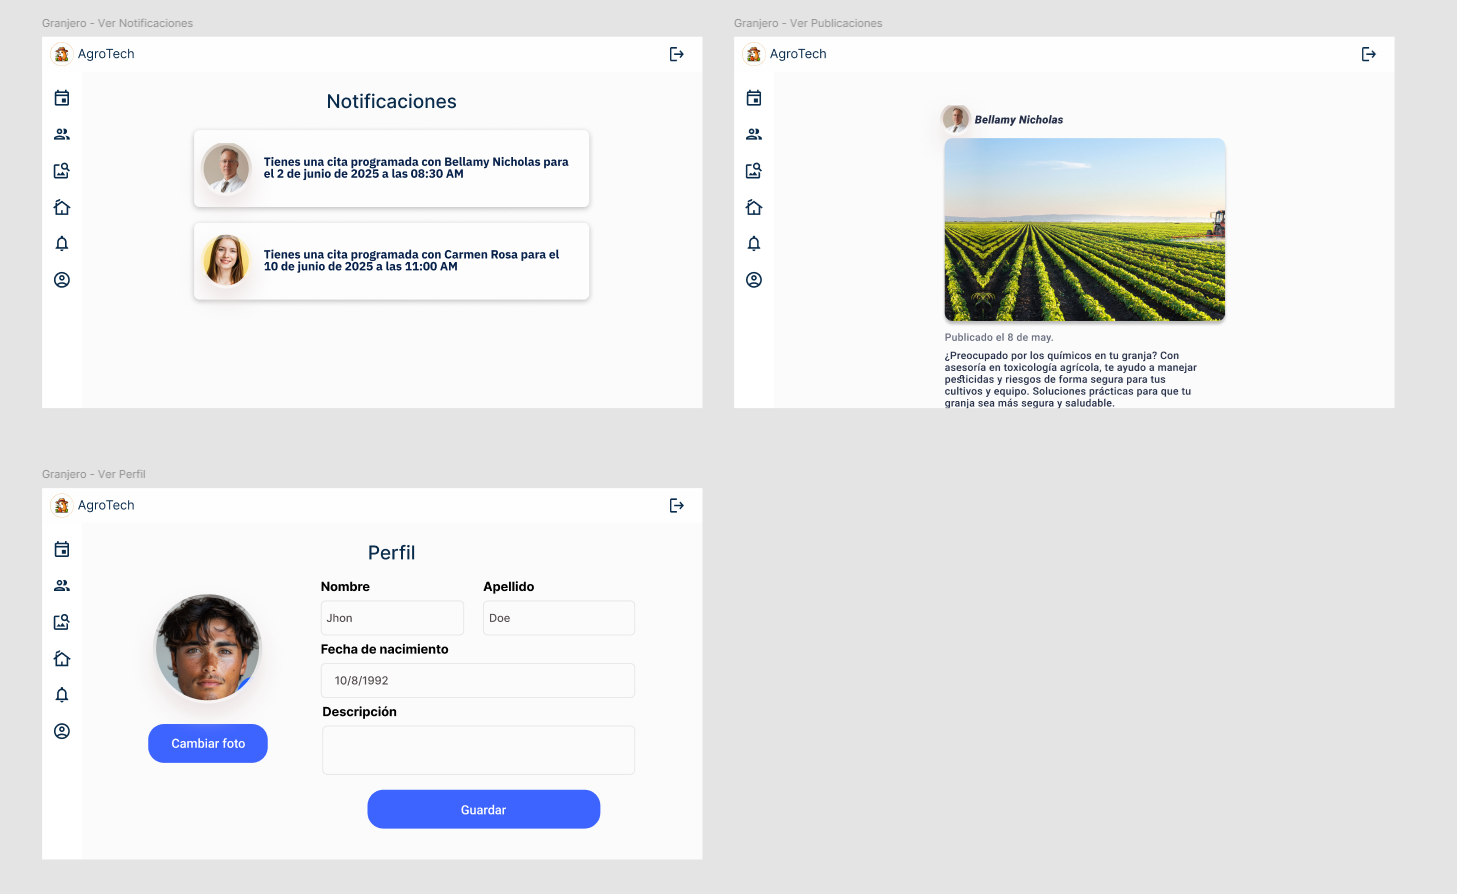 Granjero - Ver Notificaciones
AgroTech
Notificaciones
Tienes una cita programada con Bellamy Nicholas para
el 2 de junio de 2025 a las 08:30 AM
Tienes una cita programada con Carmen Rosa para el
10 de junio de 2025 a las 11:00 AM
Granjero - Ver Publicaciones
AgroTech
Bellamy Nicholas
Publicado el 8 de may.
¿Preocupado por los químicos en tu granja? Con
asesoría en toxicología agrícola, te ayudo a manejar
pesticidas y riesgos de forma segura para tus
cultivos y equipo. Soluciones prácticas para que tu
granja sea más segura y saludable.
Granjero - Ver Perfil
AgroTech
Perfil
Nombre Apellido
Jhon Doe
Fecha de nacimiento
10/8/1992
Descripción
Cambiar foto
Guardar